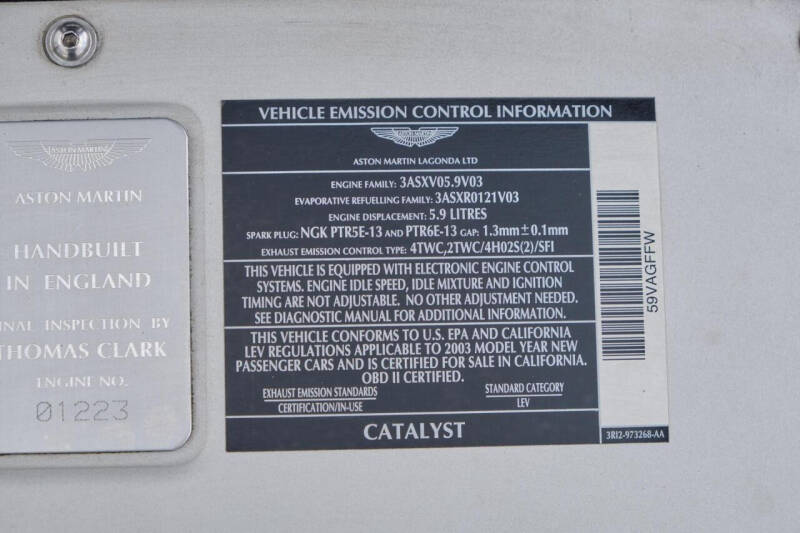 ASTON MARTIN
ASTON MARTIN
HANDBUILT
IN ENGLAND
INAL INSPECTION BY
THOMAS CLARK
ENGINE NO.
01223
VEHICLE EMISSION CONTROL INFORMATION
ASTON MARTIN LAGONDA LTD
ENGINE FAMILY: 3ASXV05.9V03
EVAPORATIVE REFUELLING FAMILY: 3ASXR0121V03
ENGINE DISPLACEMENT: 5.9 LITRES
SPARK PLUG: NGK PTR5E-13 AND PTR6E-13 GAP: 1.3mm±0.1mm
EXHAUST EMISSION CONTROL TYPE: 4TWC,2TWC/4H02S(2)/SFI
THIS VEHICLE IS EQUIPPED WITH ELECTRONIC ENGINE CONTROL
SYSTEMS. ENGINE IDLE SPEED, IDLE MIXTURE AND IGNITION
TIMING ARE NOT ADJUSTABLE. NO OTHER ADJUSTMENT NEEDED.
SEE DIAGNOSTIC MANUAL FOR ADDITIONAL INFORMATION.
THIS VEHICLE CONFORMS TO U.S. EPA AND CALIFORNIA
LEV REGULATIONS APPLICABLE TO 2003 MODEL YEAR NEW
PASSENGER CARS AND IS CERTIFIED FOR SALE IN CALIFORNIA.
OBD II CERTIFIED.
EXHAUST EMISSION STANDARDS STANDARD CATEGORY
CERTIFICATION/IN-USE LEV
CATALYST
59VAGFFW
3RI2-973268-AA